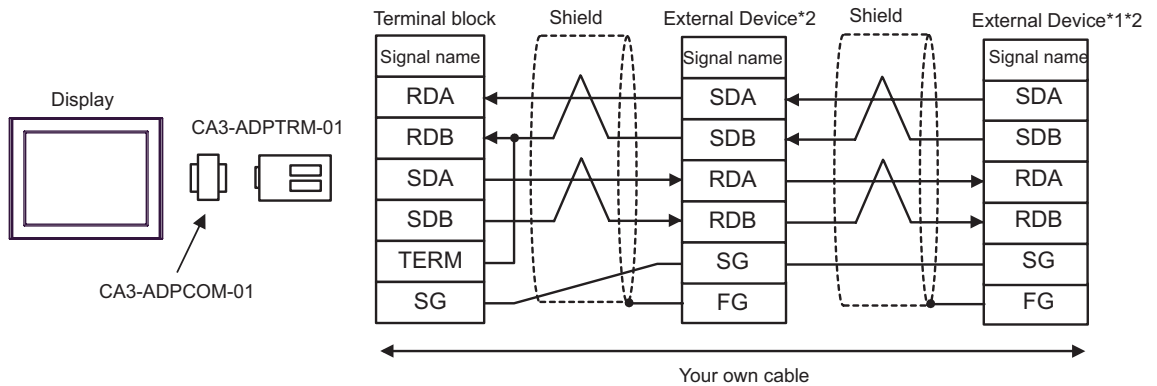 Terminal block
Shield
External Device*2
Shield
External Device*1*2
Signal name
Signal name
Signal name
RDA
SDA
SDA
Display
CA3-ADPTRM-01
RDB
SDB
SDB
SDA
RDA
RDA
SDB
RDB
RDB
TERM
SG
SG
CA3-ADPCOM-01
SG
FG
FG
Your own cable